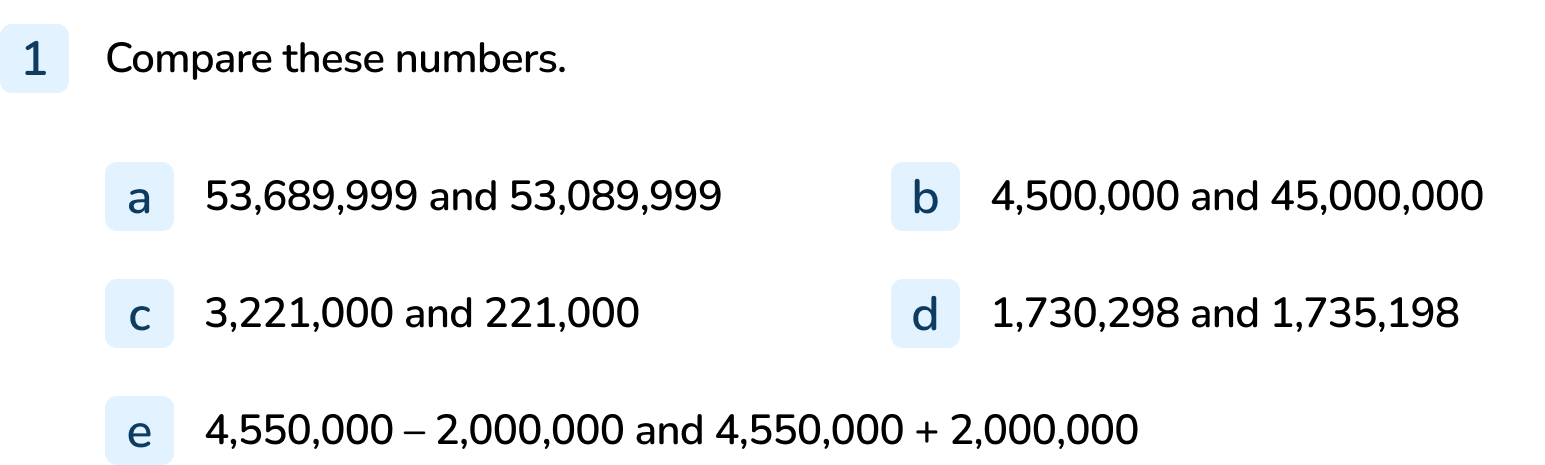 1 Compare these numbers.
a 53,689,999 and 53,089,999
b 4,500,000 and 45,000,000
c 3,221,000 and 221,000
d 1,730,298 and 1,735,198
e 4,550,000 – 2,000,000 and 4,550,000 + 2,000,000